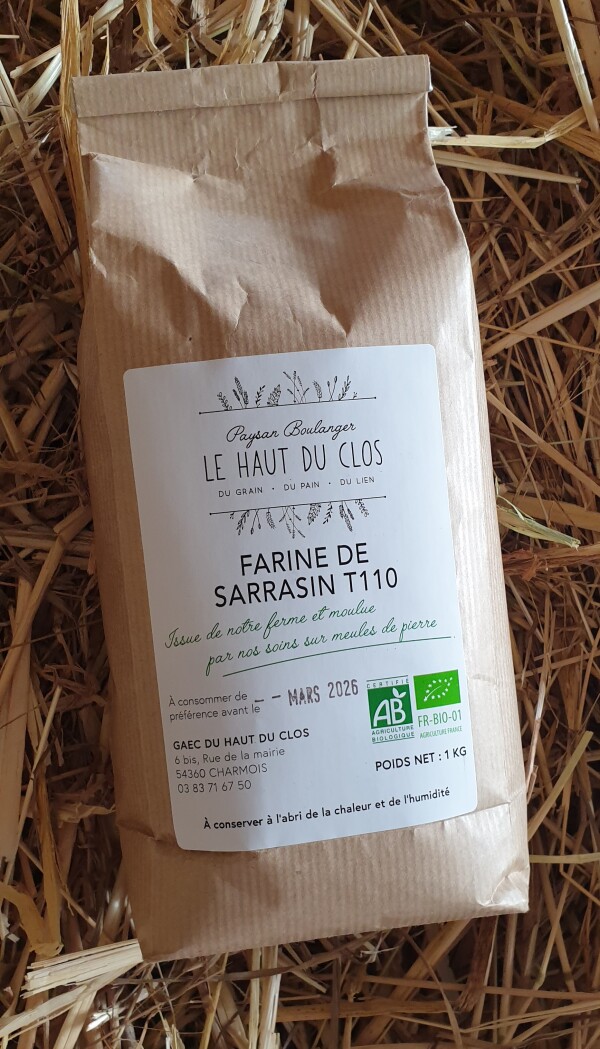 Paysan Boulanger
LE HAUT DU CLOS
DU GRAIN · DU PAIN · DU LIEN
FARINE DE
SARRASIN T110
Issue de notre ferme et moulue
par nos soins sur meules de pierre
À consommer de
préférence avant le -- MARS 2026
CERTIFIÉ
AB
AGRICULTURE
BIOLOGIQUE
FR-BIO-01
AGRICULTURE FRANCE
GAEC DU HAUT DU CLOS
6 bis, Rue de la mairie
54360 CHARMOIS
03 83 71 67 50
POIDS NET : 1 KG
À conserver à l'abri de la chaleur et de l'humidité